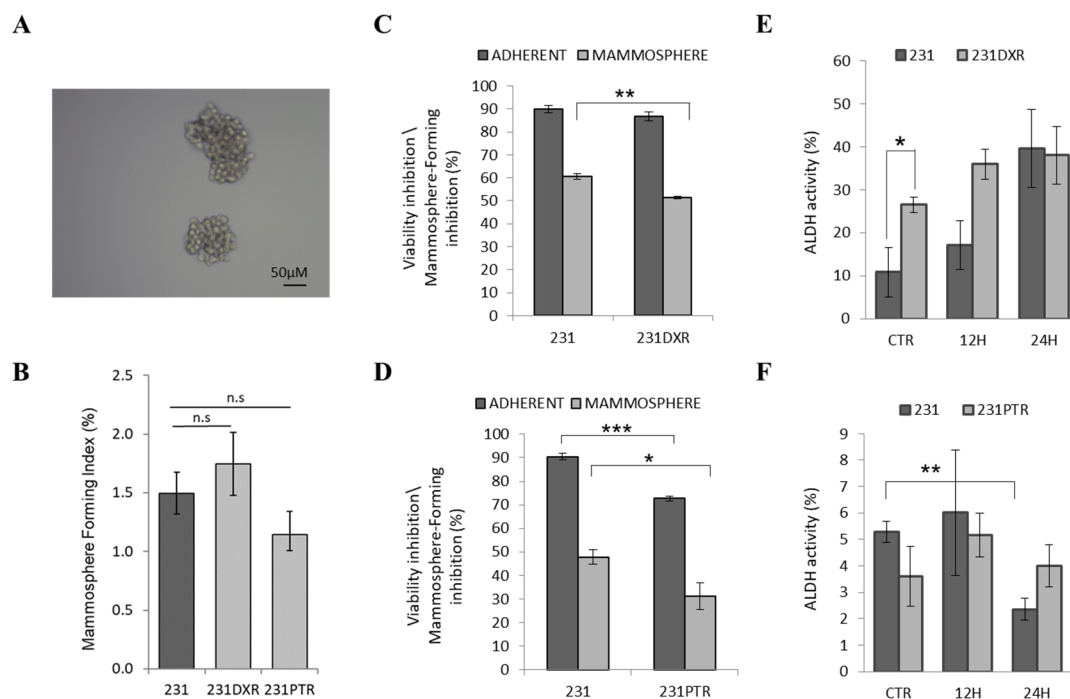 A
50µM
B
Mammosphere Forming Index (%)
2.5
2.0
1.5
1.0
0.5
0.0
n.s
n.s
231 231DXR 231PTR
C
ADHERENT MAMMOSPHERE
Viability inhibition\
Mammosphere-Forming
inhibition (%)
100
90
80
70
60
50
40
30
20
10
0
**
231 231DXR
D
ADHERENT MAMMOSPHERE
Viability inhibition\
Mammosphere-Forming
inhibition (%)
100
90
80
70
60
50
40
30
20
10
0
***
*
231 231PTR
E
231 231DXR
ALDH activity (%)
60
50
40
30
20
10
0
*
CTR 12H 24H
F
231 231PTR
ALDH activity (%)
9
8
7
6
5
4
3
2
1
0
**
CTR 12H 24H